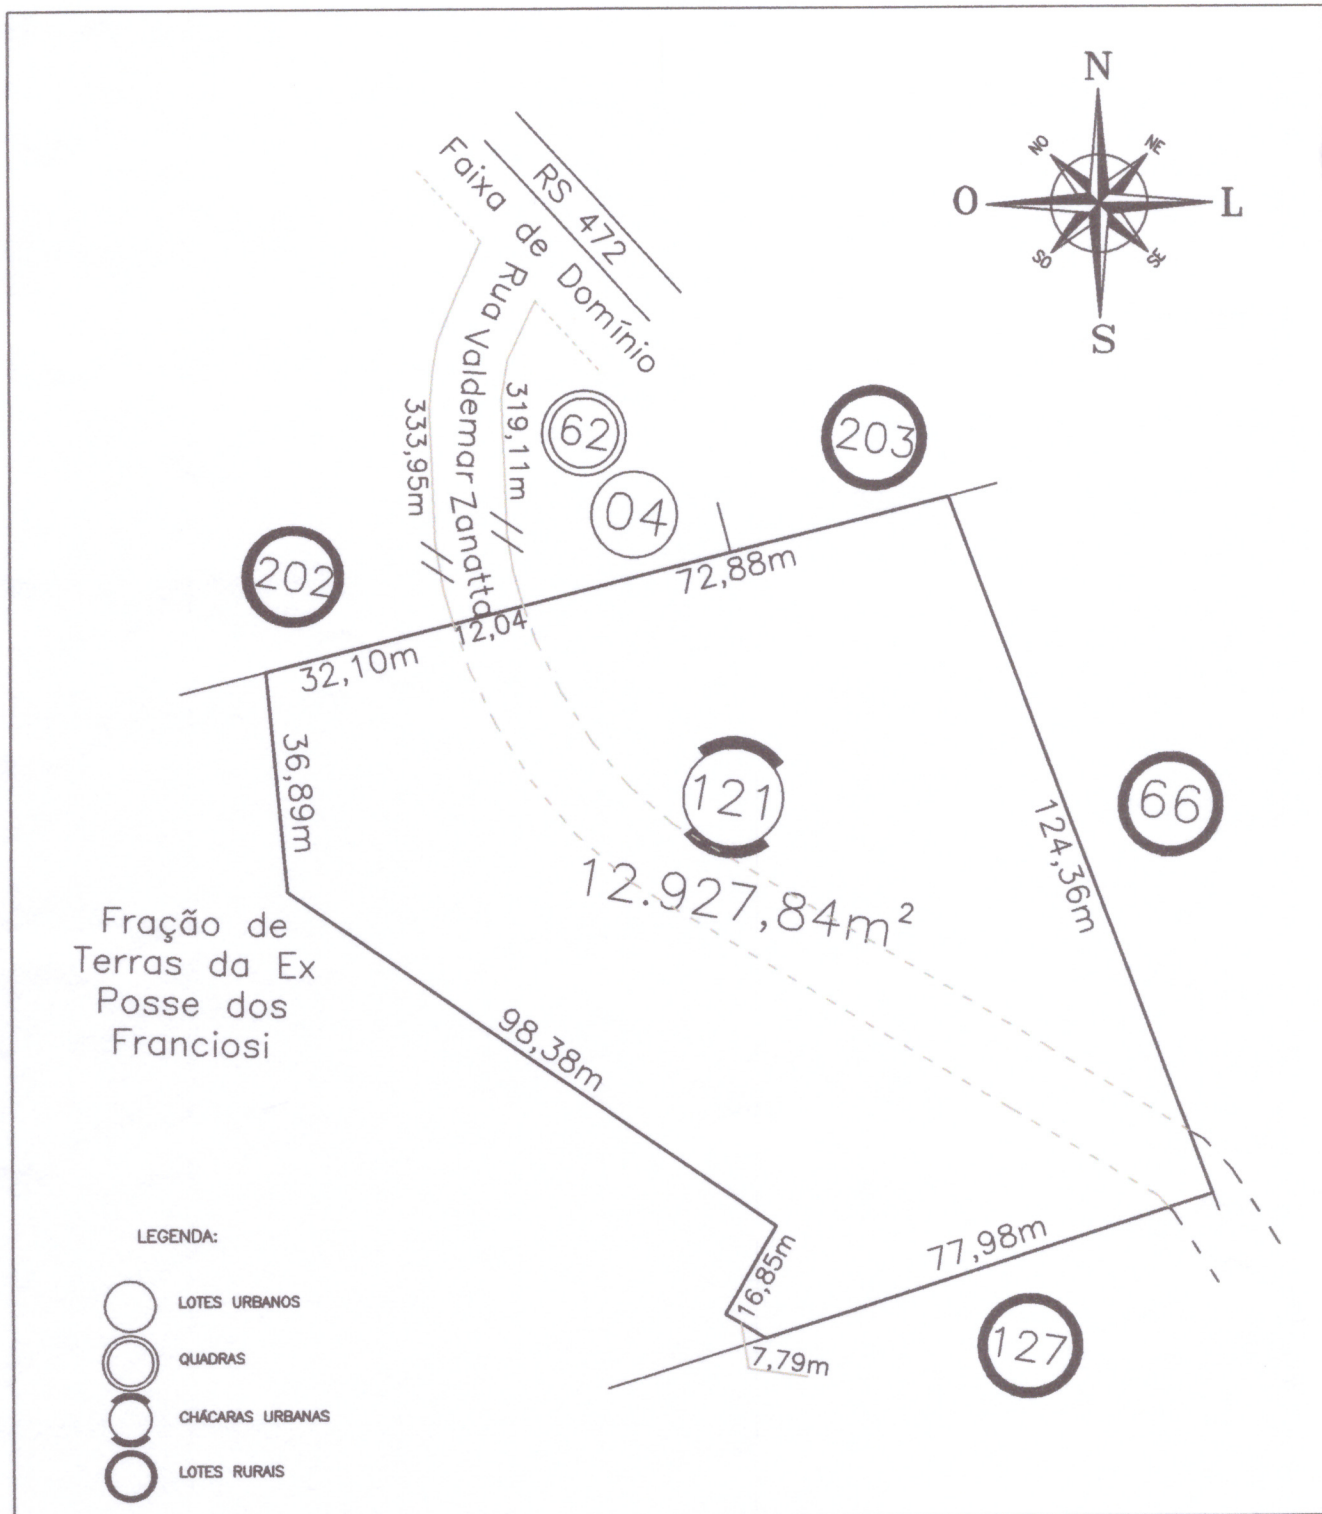 N
NO
NE
O
L
SO
SE
S
RS 472
Faixa de Domínio
Rua Valdemar Zanatta
333,95m
319,11m
62
04
203
202
72,88m
12,04
32,10m
36,89m
121
12.927,84m²
66
124,36m
Fração de
Terras da Ex
Posse dos
Franciosi
98,38m
16,85m
7,79m
77,98m
127
LEGENDA:
LOTES URBANOS
QUADRAS
CHÁCARAS URBANAS
LOTES RURAIS